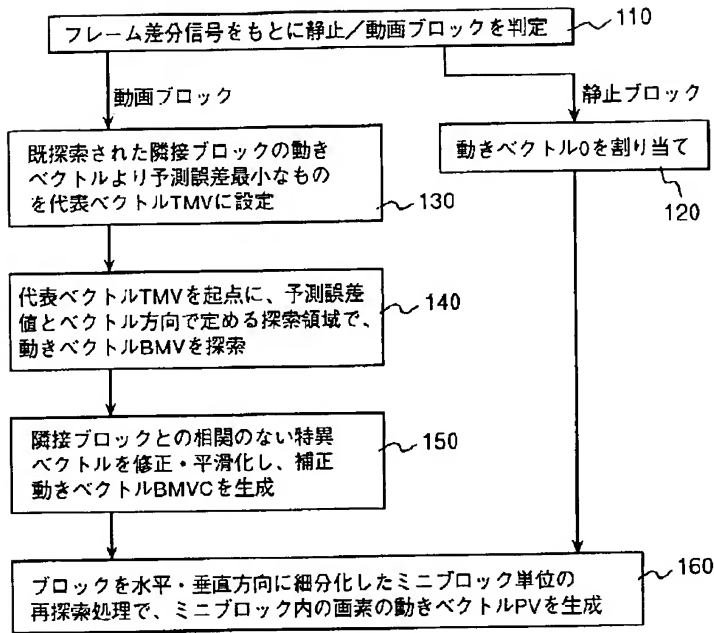 フレーム差分信号をもとに静止／動画ブロックを判定
110
動画ブロック
静止ブロック
既探索された隣接ブロックの動き
ベクトルより予測誤差最小なもの
を代表ベクトルTMVに設定
130
動きベクトル0を割り当て
120
代表ベクトルTMVを起点に、予測誤差
値とベクトル方向で定める探索領域で、
動きベクトルBMVを探索
140
隣接ブロックとの相関のない特異
ベクトルを修正・平滑化し、補正
動きベクトルBMVCを生成
150
ブロックを水平・垂直方向に細分化したミニブロック単位の
再探索処理で、ミニブロック内の画素の動きベクトルPVを生成
160